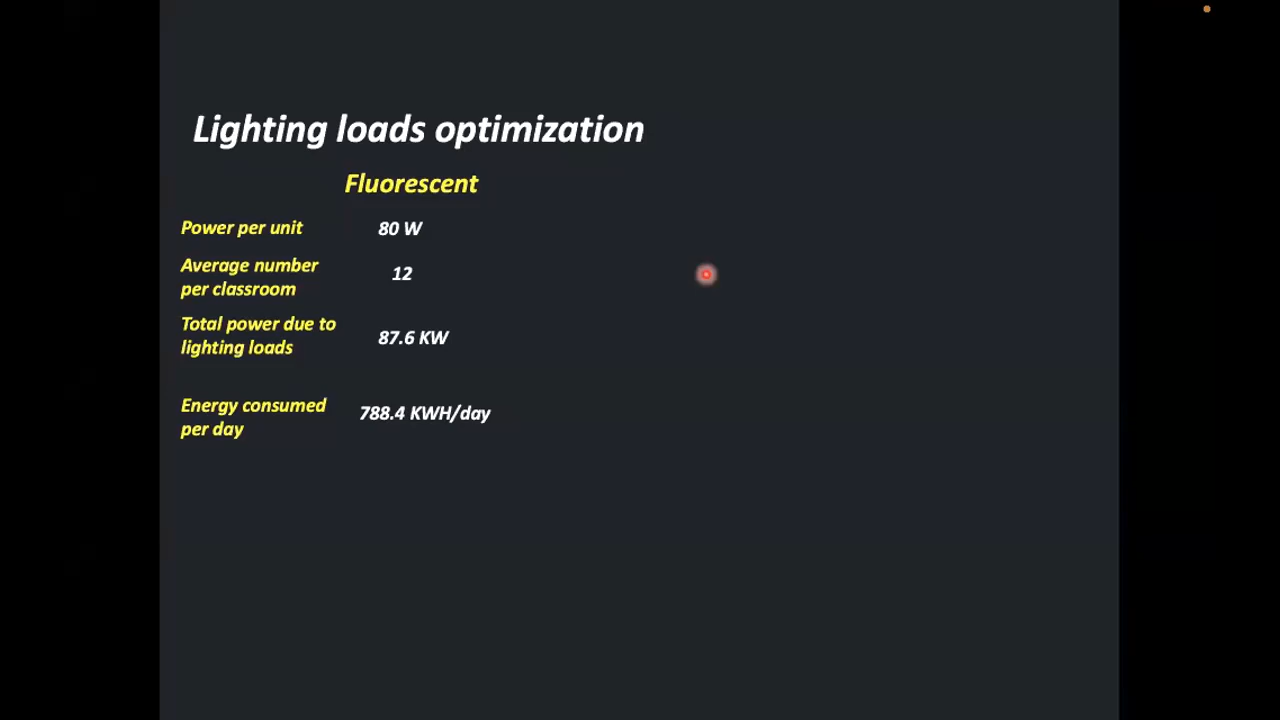 Lighting loads optimization
Fluorescent
Power per unit 80 W
Average number
per classroom 12
Total power due to
lighting loads 87.6 KW
Energy consumed
per day 788.4 KWH/day